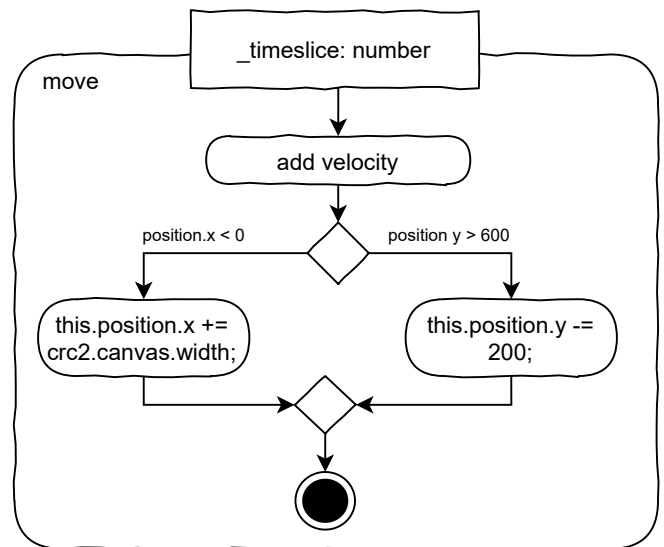 _timeslice: number
move
add velocity
position.x < 0
position y > 600
this.position.x +=
crc2.canvas.width;
this.position.y -=
200;